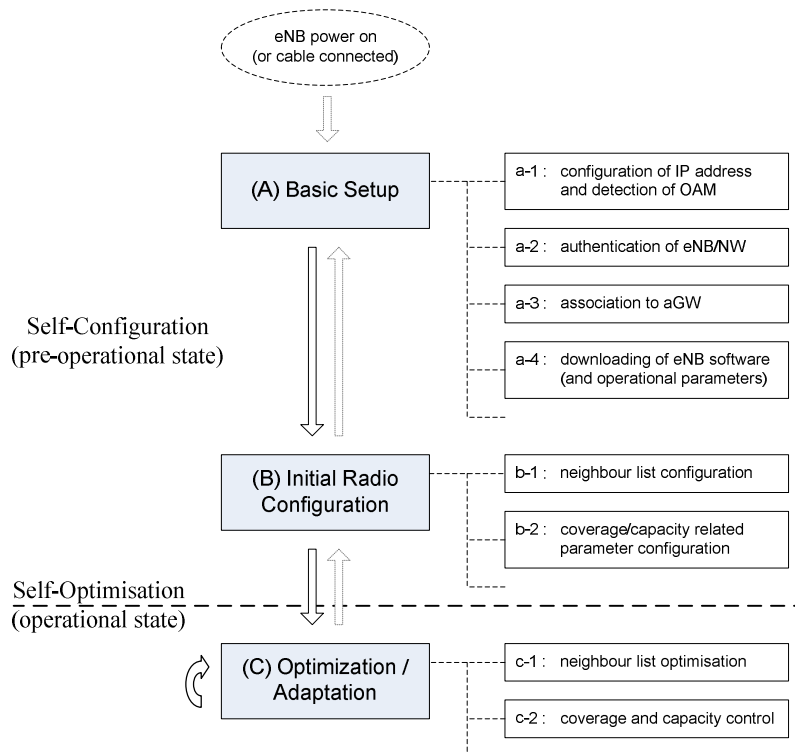 eNB power on
(or cable connected)
(A) Basic Setup
a-1 : configuration of IP address
and detection of OAM
a-2 : authentication of eNB/NW
a-3 : association to aGW
a-4 : downloading of eNB software
(and operational parameters)
Self-Configuration
(pre-operational state)
(B) Initial Radio
Configuration
b-1 : neighbour list configuration
b-2 : coverage/capacity related
parameter configuration
Self-Optimisation
(operational state)
(C) Optimization /
Adaptation
c-1 : neighbour list optimisation
c-2 : coverage and capacity control